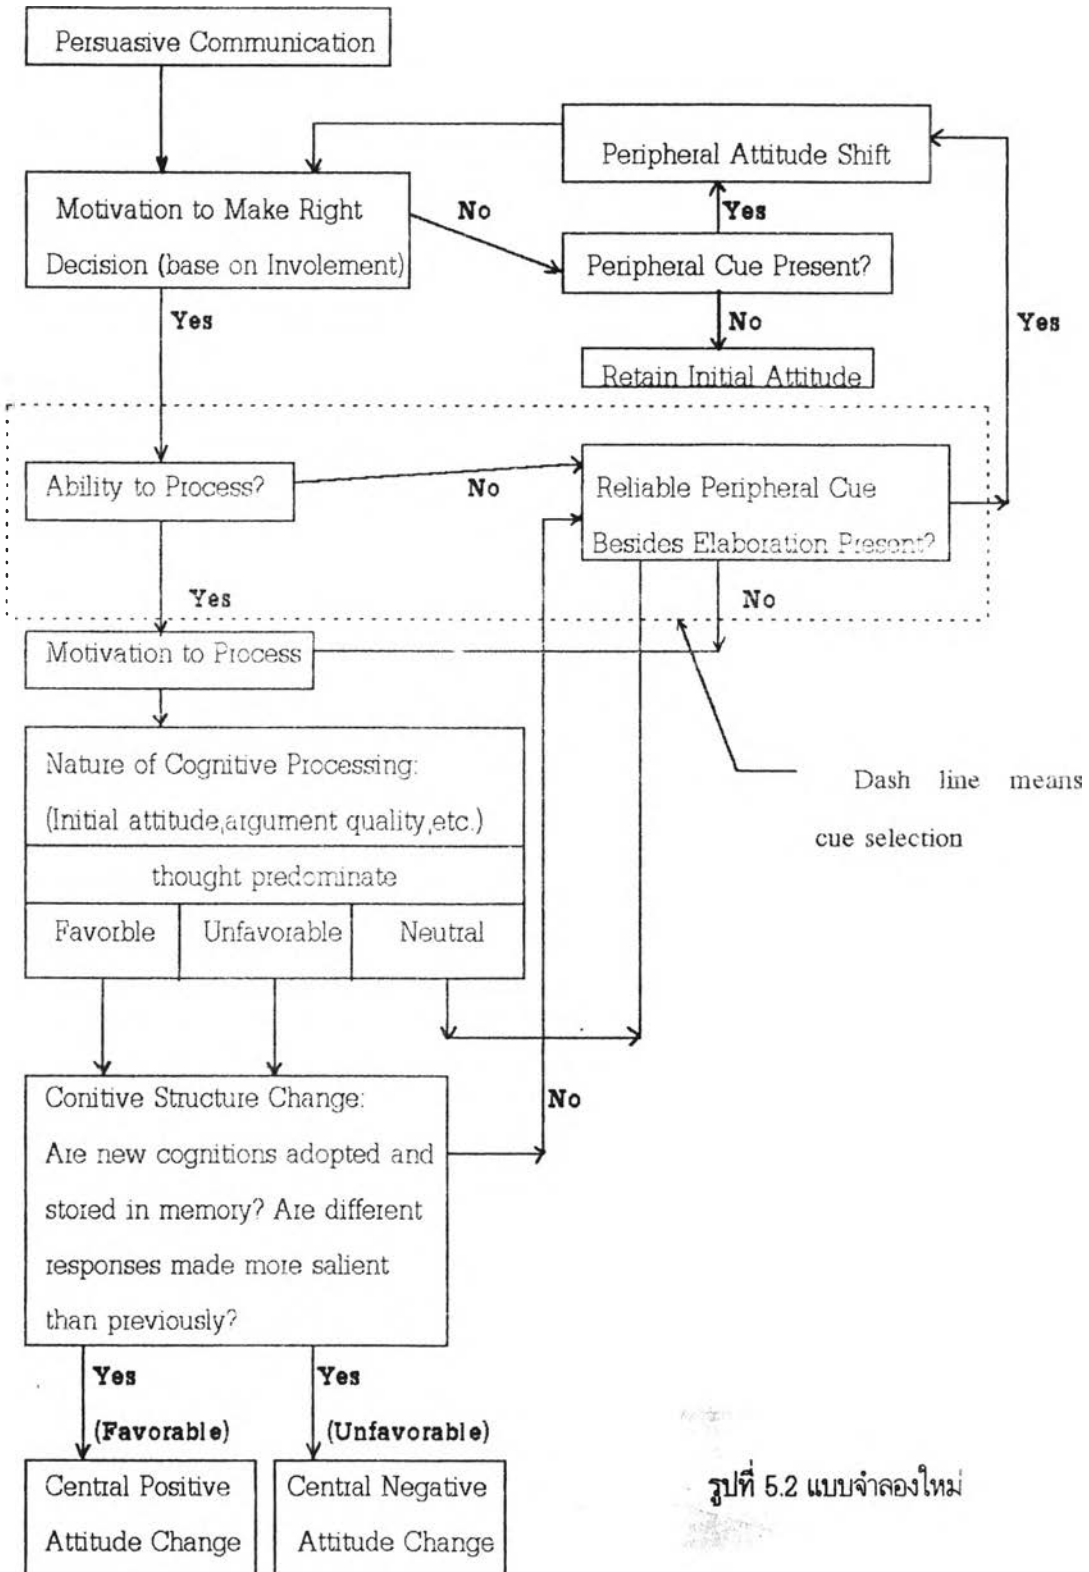 Persuasive Communication
Peripheral Attitude Shift
Motivation to Make Right
Decision (base on Involement)
No
Yes
Peripheral Cue Present?
Yes
No
Yes
Retain Initial Attitude
Ability to Process?
No
Reliable Peripheral Cue
Besides Elaboration Present?
Yes
No
Motivation to Process
Nature of Cognitive Processing:
(Initial attitude,argument quality,etc.)
thought predominate
Favorble
Unfavorable
Neutral
Dash line means
cue selection
Conitive Structure Change:
Are new cognitions adopted and
stored in memory? Are different
responses made more salient
than previously?
No
Yes
(Favorable)
Yes
(Unfavorable)
Central Positive
Attitude Change
Central Negative
Attitude Change
รูปที่ 5.2 แบบจำลองใหม่